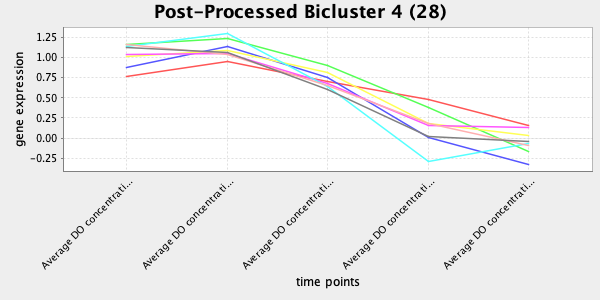 Post-Processed Bicluster 4 (28)
gene expression
1.25
1.00
0.75
0.50
0.25
0.00
-0.25
Average DO concentrati...
Average DO concentrati...
Average DO concentrati...
Average DO concentrati...
Average DO concentrati...
time points